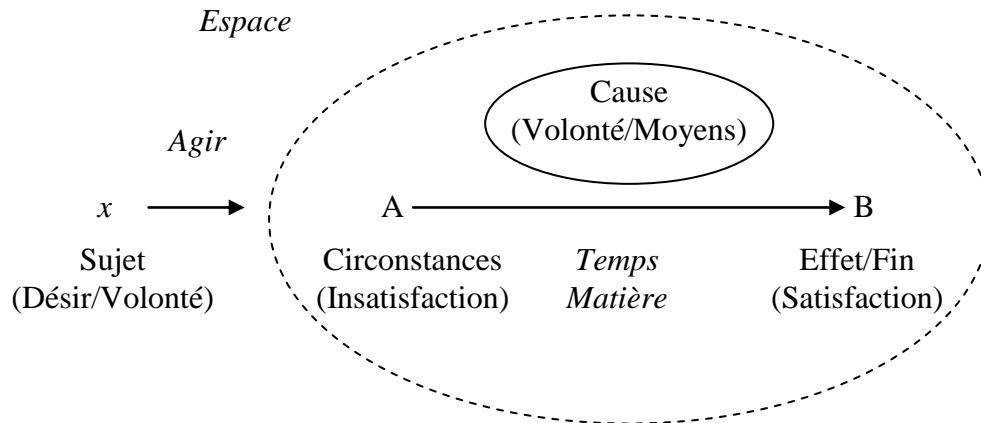 Espace
Cause
(Volonté/Moyens)
Agir
x
A
B
Sujet
(Désir/Volonté)
Circonstances
(Insatisfaction)
Temps
Matière
Effet/Fin
(Satisfaction)